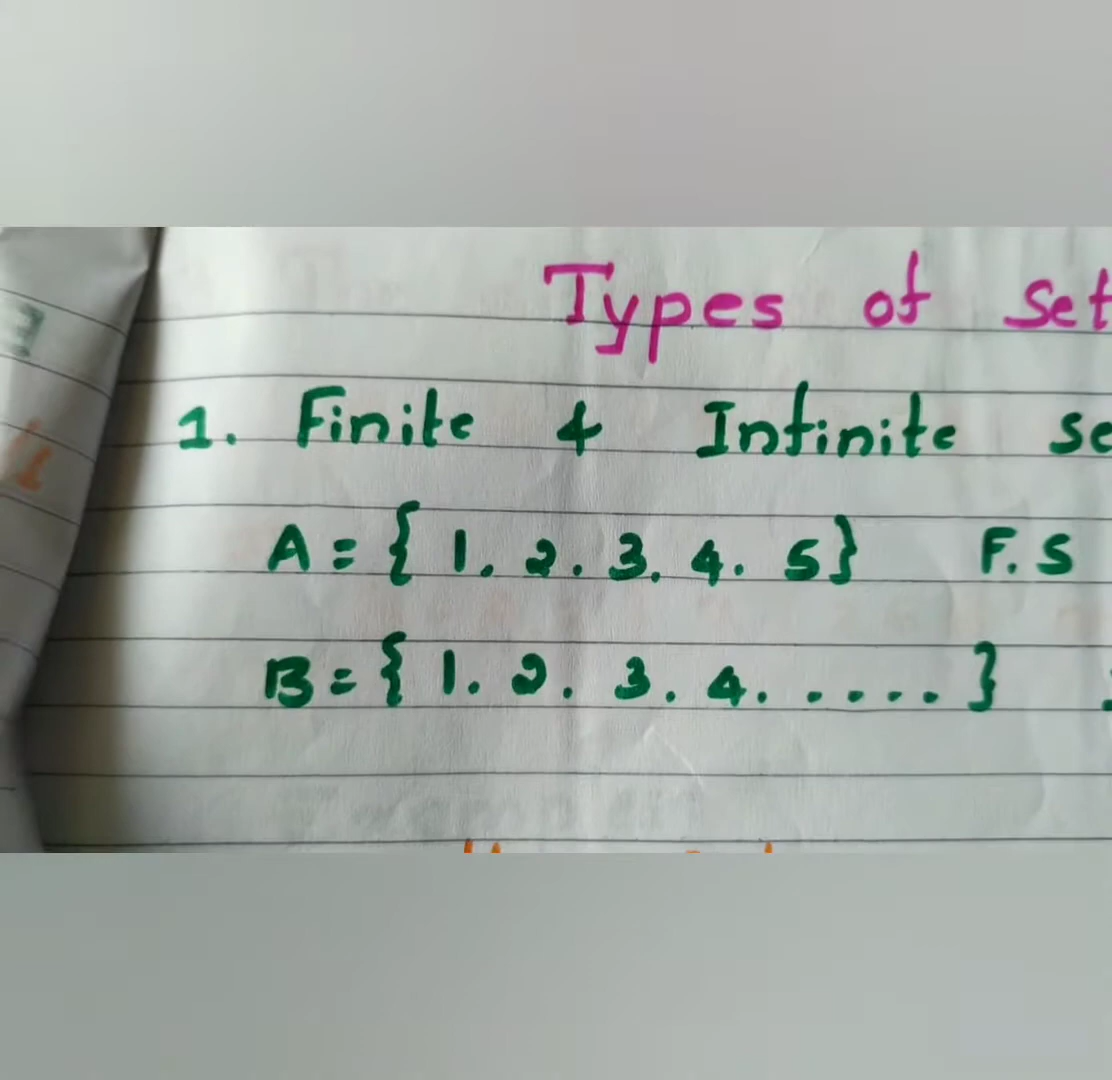 Types of Set
1. Finite & Infinite se
A = { 1. 2. 3. 4. 5} F.S
B = { 1. 2. 3. 4. ..... }